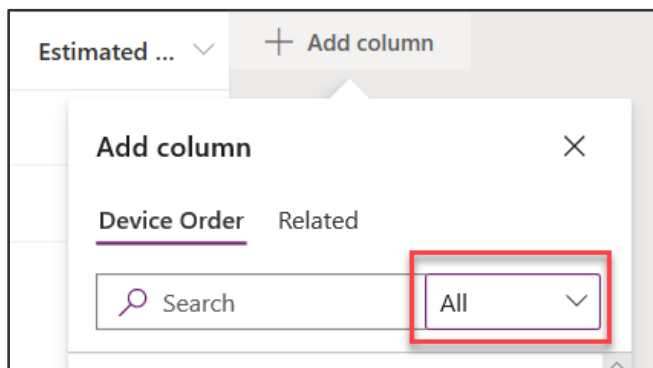 Estimated ...
Add column
Add column
Device Order Related
Search All